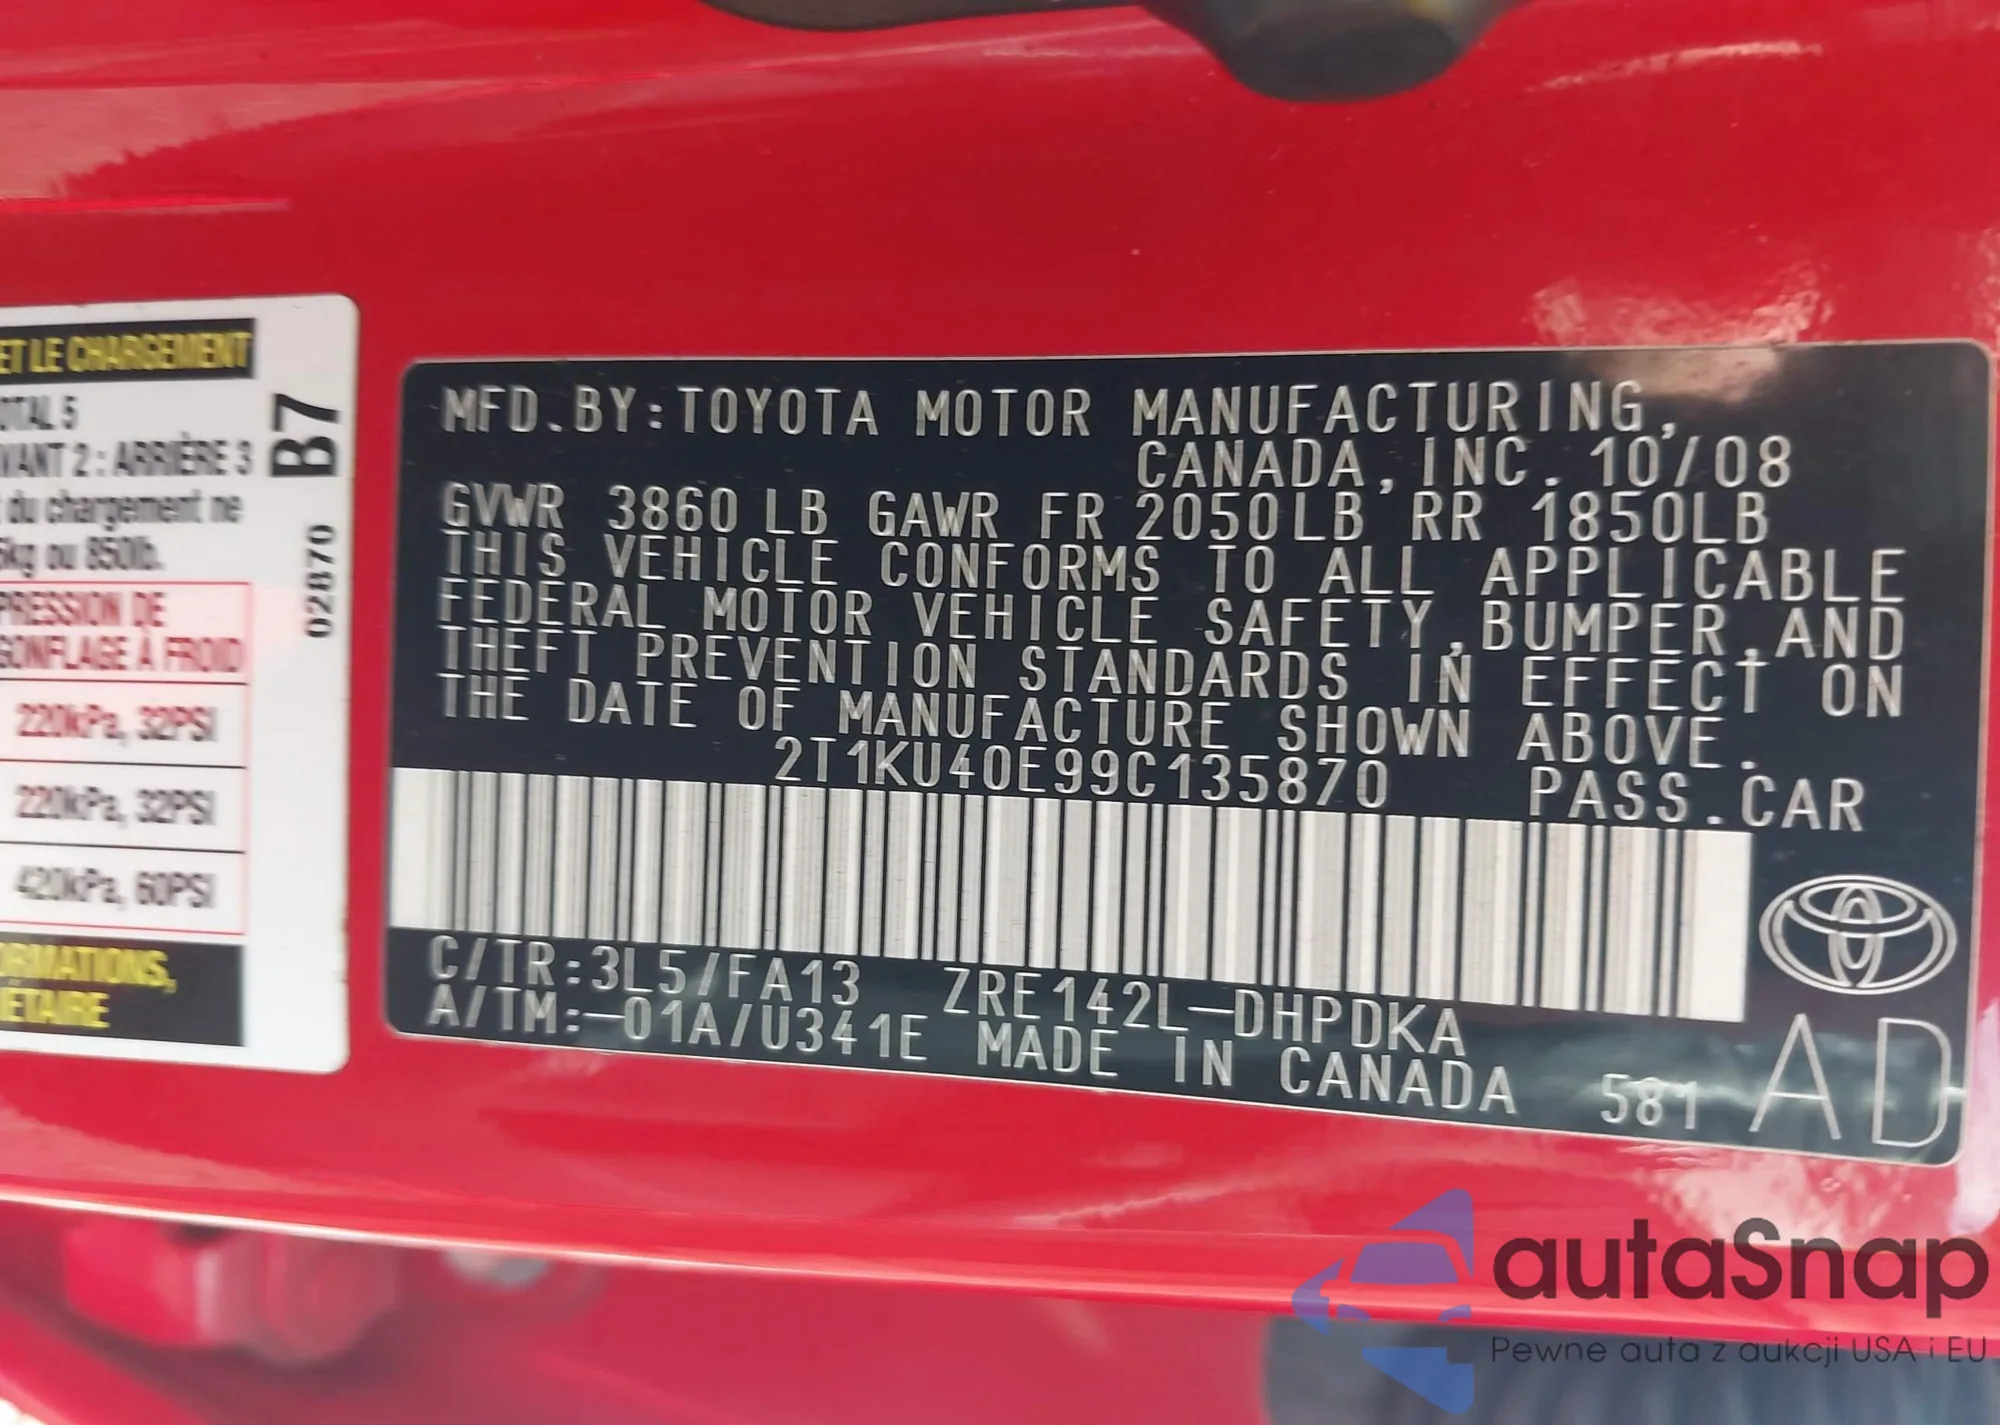 ET LE CHARGEMENT
OTAL 5
VANT 2 : ARRIÈRE 3
du chargement ne
kg ou 850lb.
PRESSION DE
GONFLAGE À FROID
220kPa, 32PSI
220kPa, 32PSI
420kPa, 60PSI
ORMATIONS,
IÉTAIRE
B7
02870
MFD.BY:TOYOTA MOTOR MANUFACTURING,
CANADA,INC. 10/08
GVWR 3860 LB GAWR FR 2050LB RR 1850LB
THIS VEHICLE CONFORMS TO ALL APPLICABLE
FEDERAL MOTOR VEHICLE SAFETY,BUMPER,AND
THEFT PREVENTION STANDARDS IN EFFECT ON
THE DATE OF MANUFACTURE SHOWN ABOVE.
2T1KU40E99C135870 PASS.CAR
C/TR:3L5/FA13 ZRE142L-DHPDKA
A/TM:-01A/U341E MADE IN CANADA 581 AD
autaSnap
Pewne auta z aukcji USA i EU